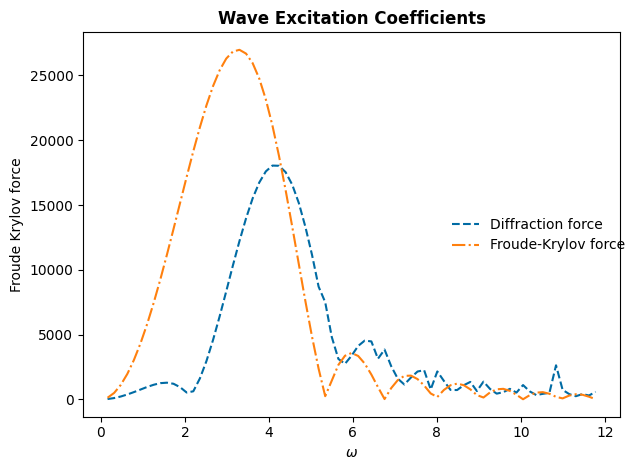 Wave Excitation Coefficients
Froude Krylov force
25000
20000
15000
10000
5000
0
Diffraction force
Froude-Krylov force
0 2 4 6 8 10 12
ω